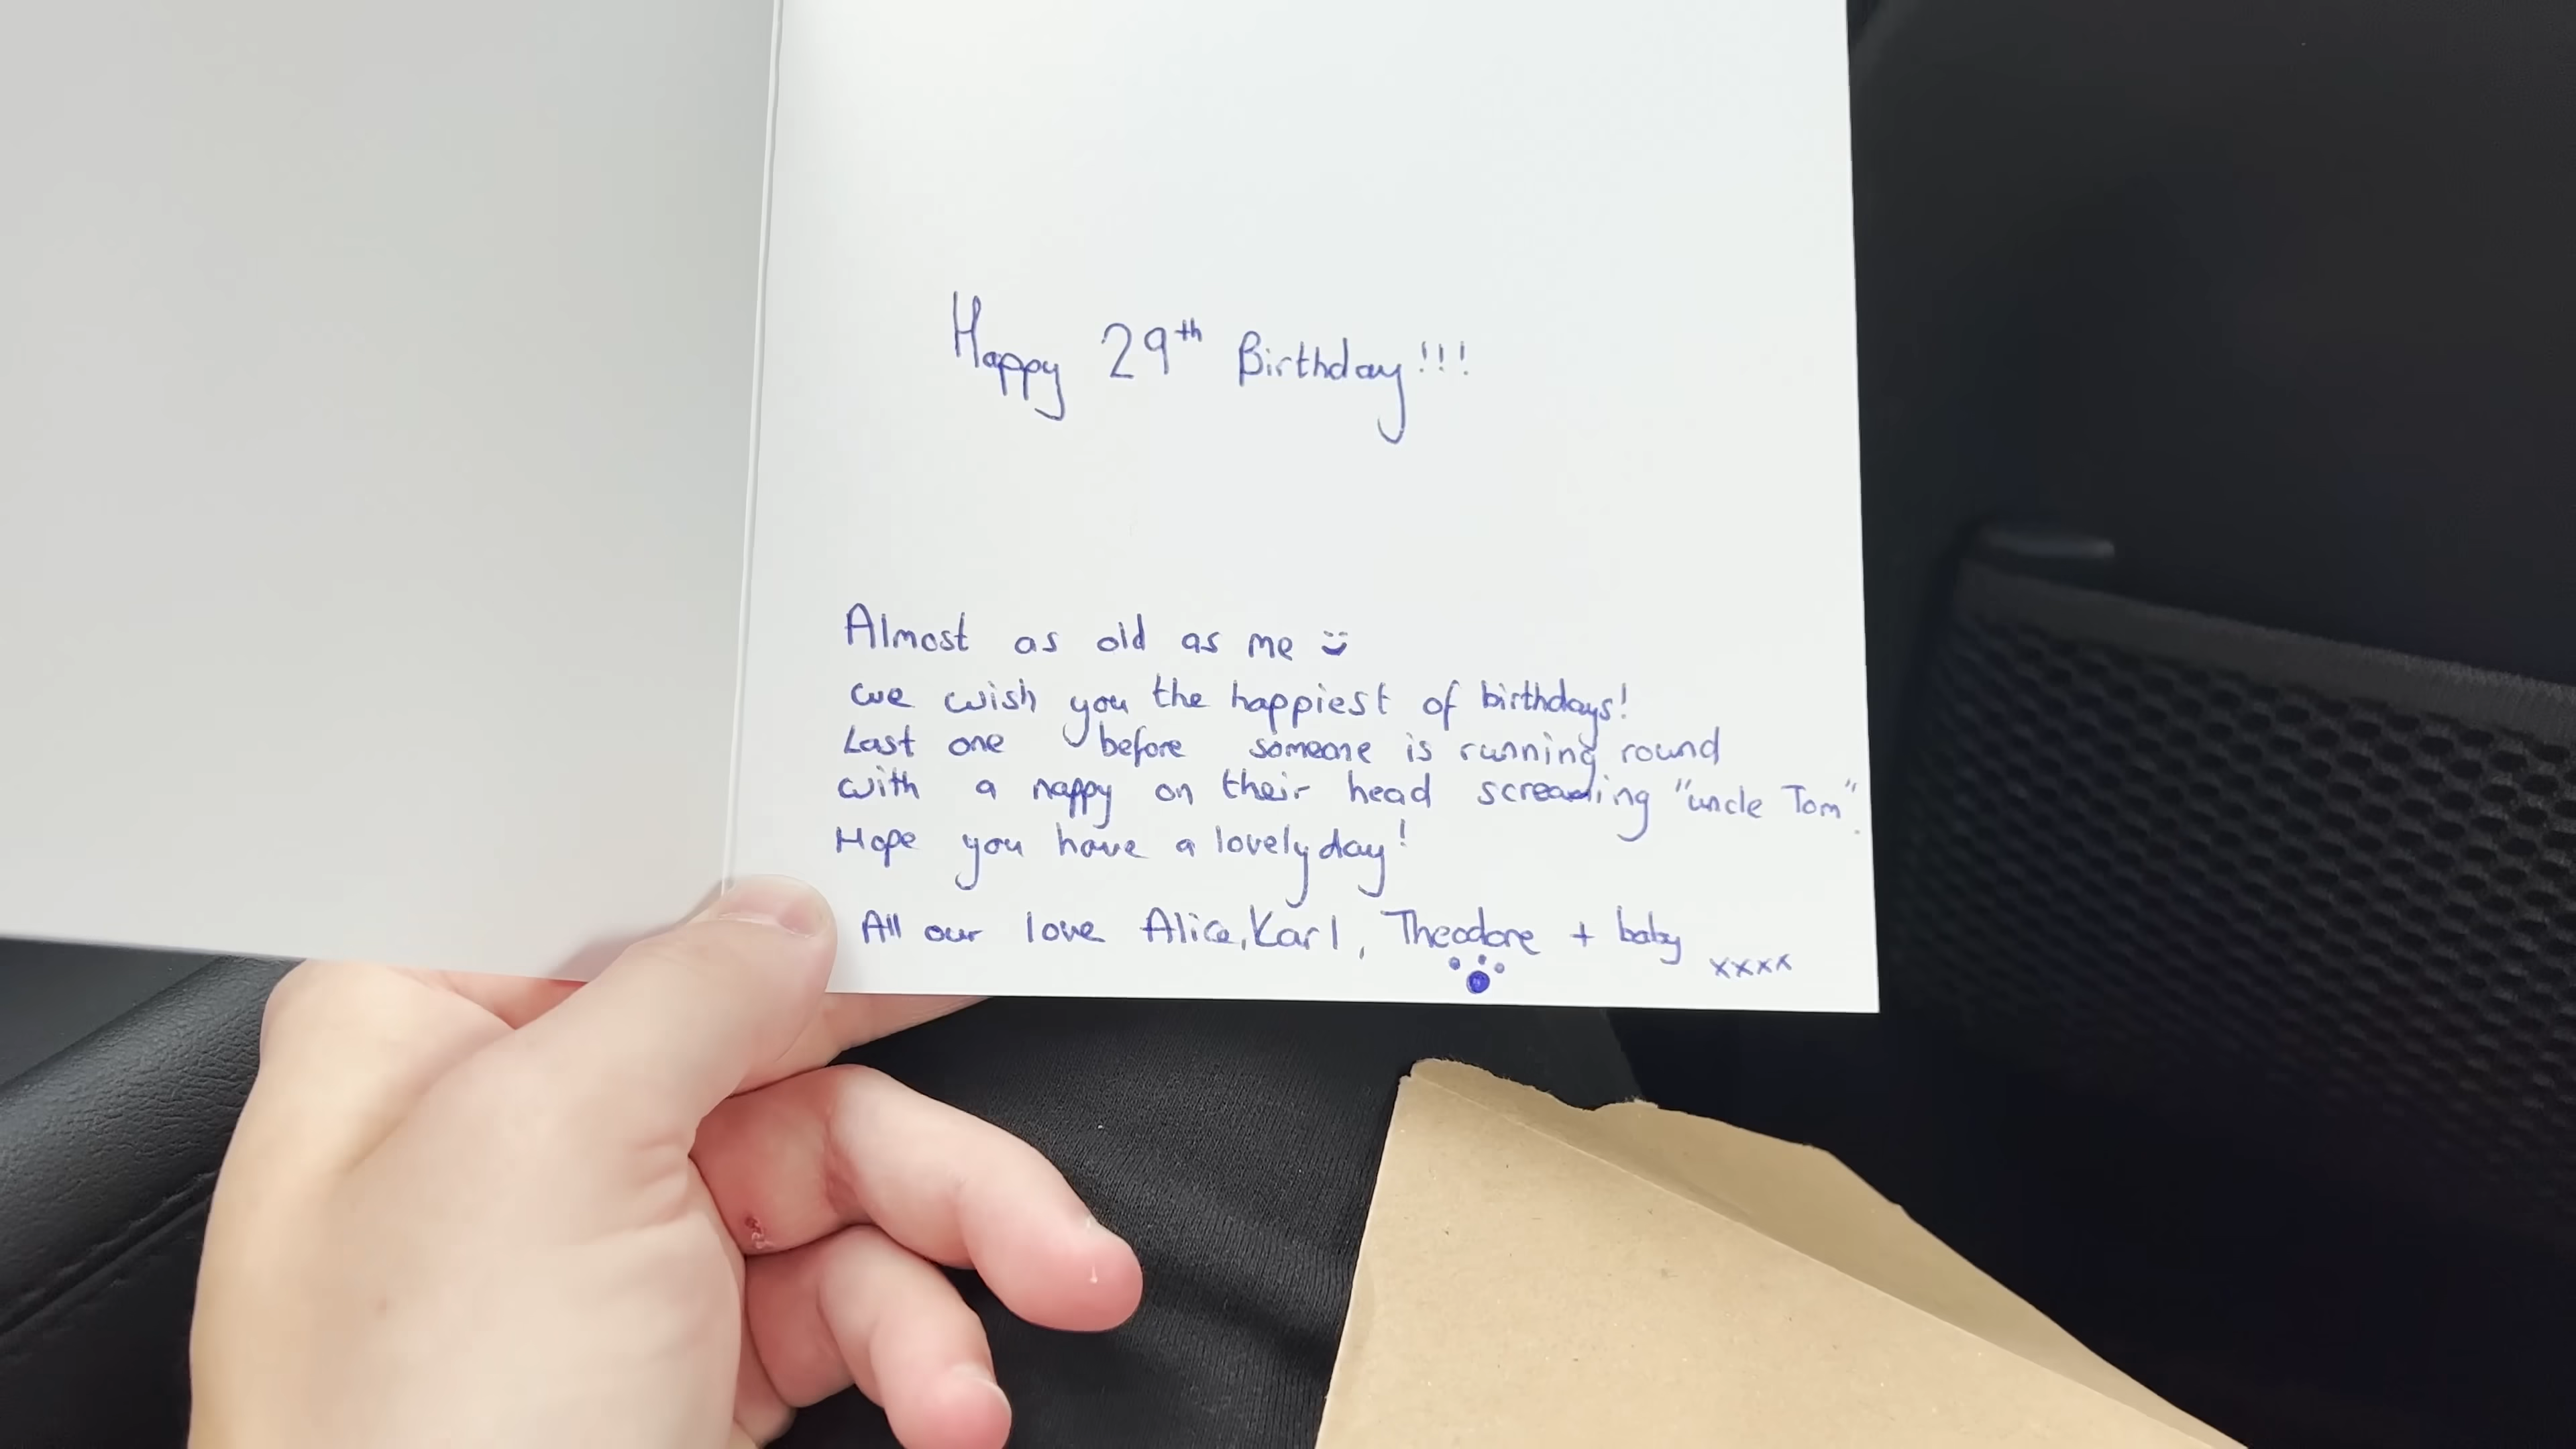 Happy 29th Birthday!!!
Almost as old as me
we wish you the happiest of birthdays!
Last one before someone is running round
with a nappy on their head screaming "uncle Tom".
Hope you have a lovely day!
All our love Alice, Karl, Theodore + baby xxxx